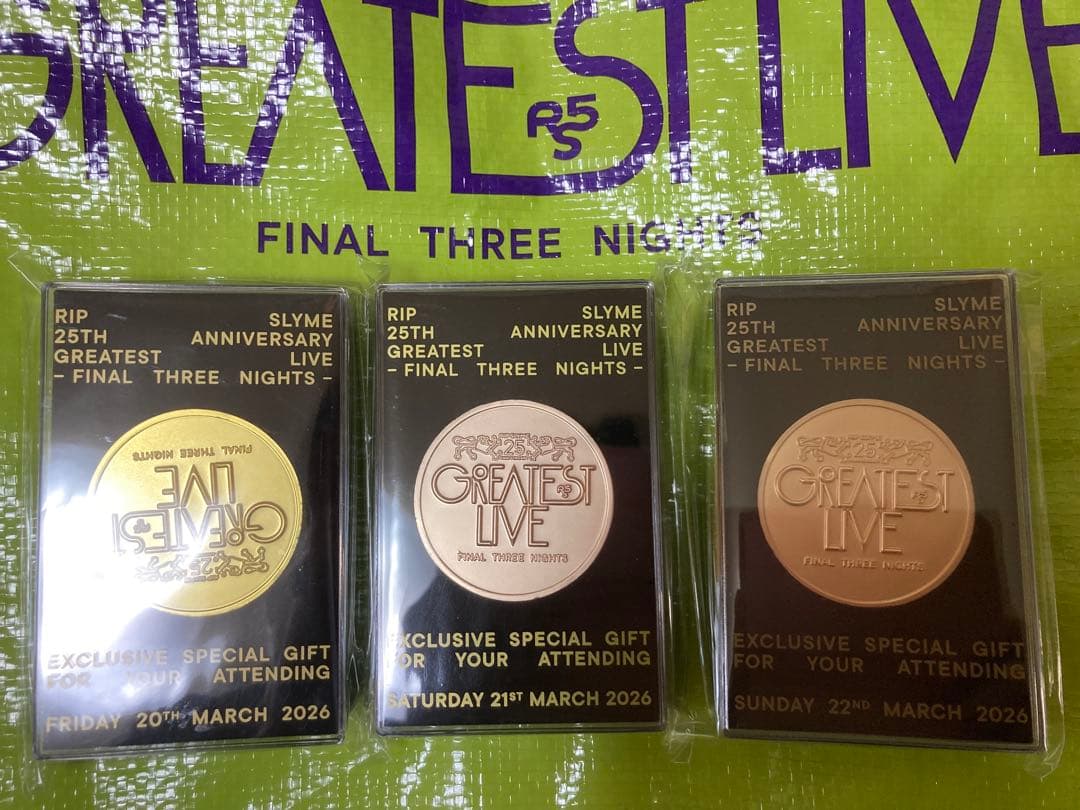 GREATEST LIVE
RS5
FINAL THREE NIGHTS
RIP SLYME
25TH ANNIVERSARY
GREATEST LIVE
- FINAL THREE NIGHTS -
FINAL THREE NIGHTS
LIVE
GREATEST
25
EXCLUSIVE SPECIAL GIFT
FOR YOUR ATTENDING
FRIDAY 20TH MARCH 2026
RIP SLYME
25TH ANNIVERSARY
GREATEST LIVE
- FINAL THREE NIGHTS -
25
GREATEST
RS5
LIVE
FINAL THREE NIGHTS
EXCLUSIVE SPECIAL GIFT
FOR YOUR ATTENDING
SATURDAY 21ST MARCH 2026
RIP SLYME
25TH ANNIVERSARY
GREATEST LIVE
- FINAL THREE NIGHTS -
25
GREATEST
RS5
LIVE
FINAL THREE NIGHTS
EXCLUSIVE SPECIAL GIFT
FOR YOUR ATTENDING
SUNDAY 22ND MARCH 2026